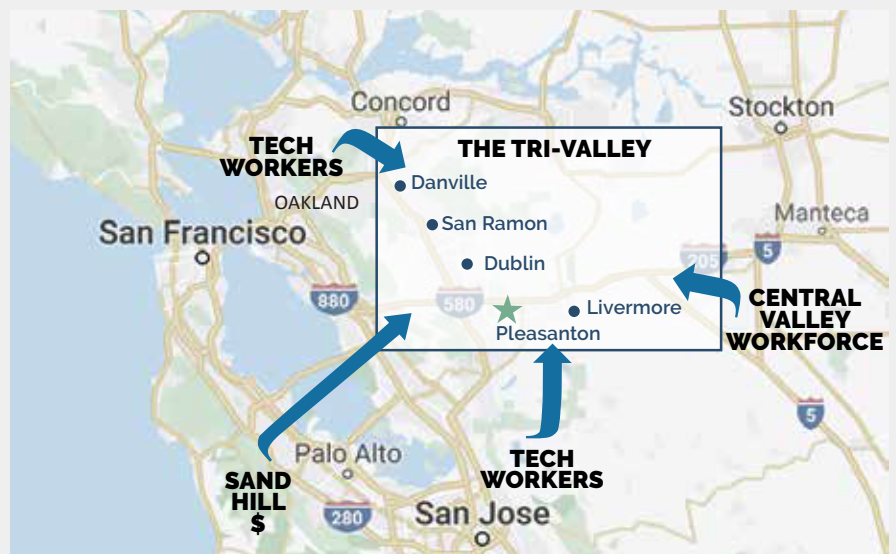 Concord
Stockton
TECH
WORKERS
THE TRI-VALLEY
Danville
OAKLAND
San Ramon
Manteca
San Francisco
5
Dublin
205
880
580
Livermore
Pleasanton
CENTRAL
VALLEY
WORKFORCE
5
Palo Alto
TECH
WORKERS
SAND
HILL
$
280
San Jose